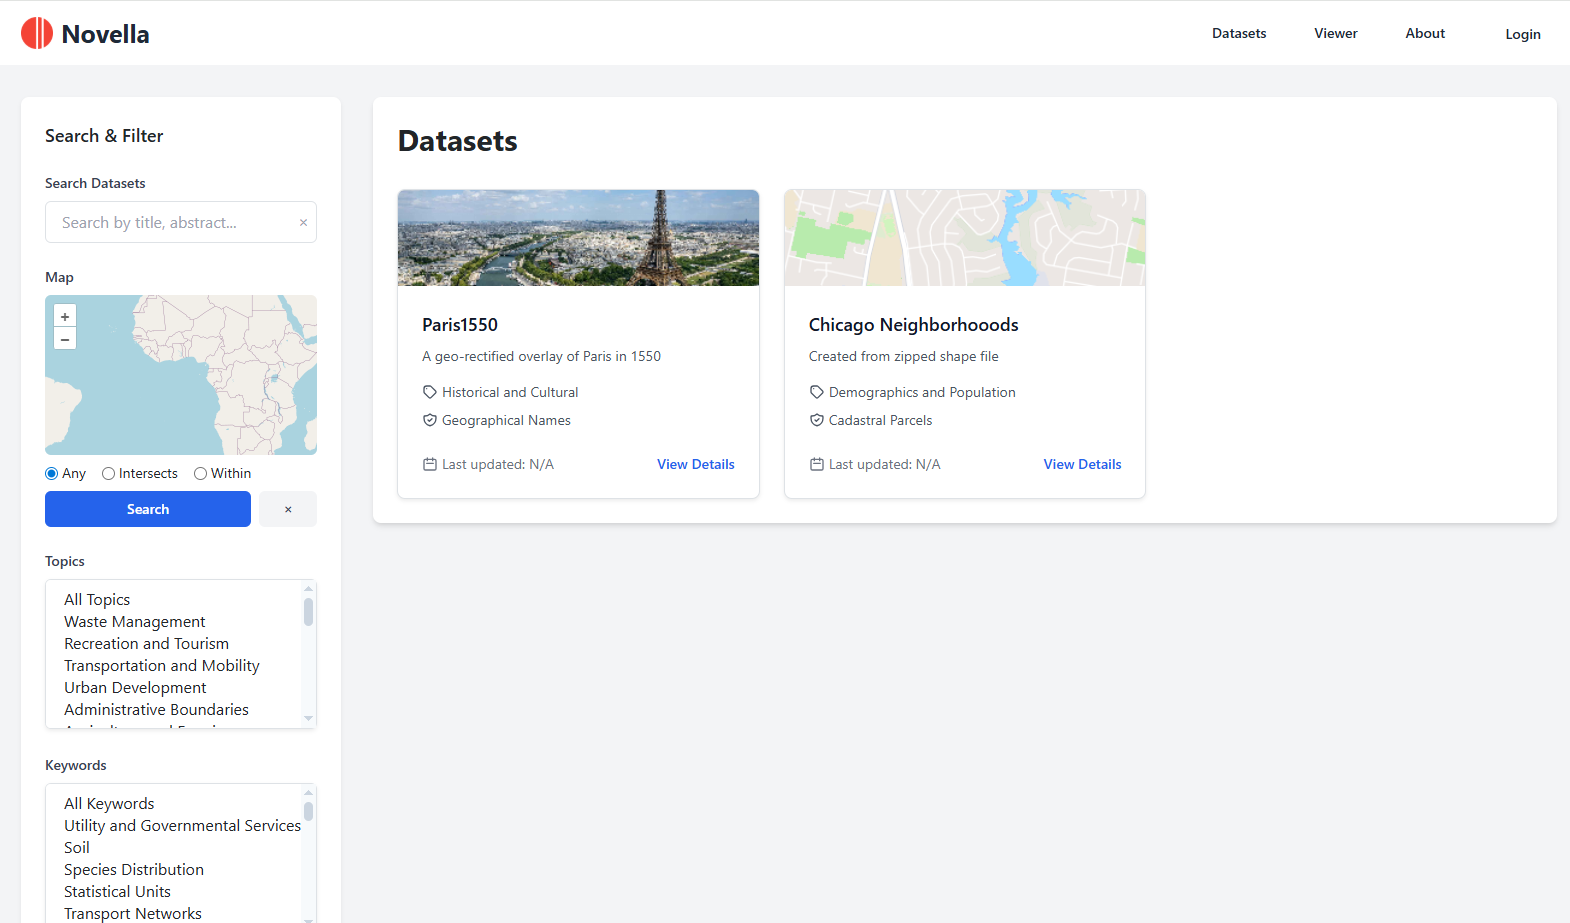 Novella
Datasets
Viewer
About
Login
Search & Filter
Search Datasets
Search by title, abstract... ×
Map
+
−
Any Intersects Within
Search ×
Topics
All Topics
Waste Management
Recreation and Tourism
Transportation and Mobility
Urban Development
Administrative Boundaries
Keywords
All Keywords
Utility and Governmental Services
Soil
Species Distribution
Statistical Units
Transport Networks
Datasets
Paris1550
A geo-rectified overlay of Paris in 1550
Historical and Cultural
Geographical Names
Last updated: N/A View Details
Chicago Neighborhooods
Created from zipped shape file
Demographics and Population
Cadastral Parcels
Last updated: N/A View Details